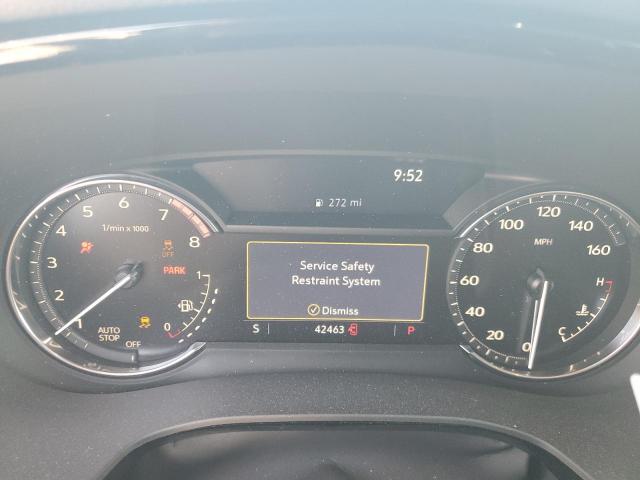 9:52
272 mi
1/min x 1000
1
2
3
4
5
6
7
8
OFF
PARK
AUTO
STOP
OFF
1
0
Service Safety
Restraint System
Dismiss
S
42463
P
MPH
0
20
40
60
80
100
120
140
160
H
C